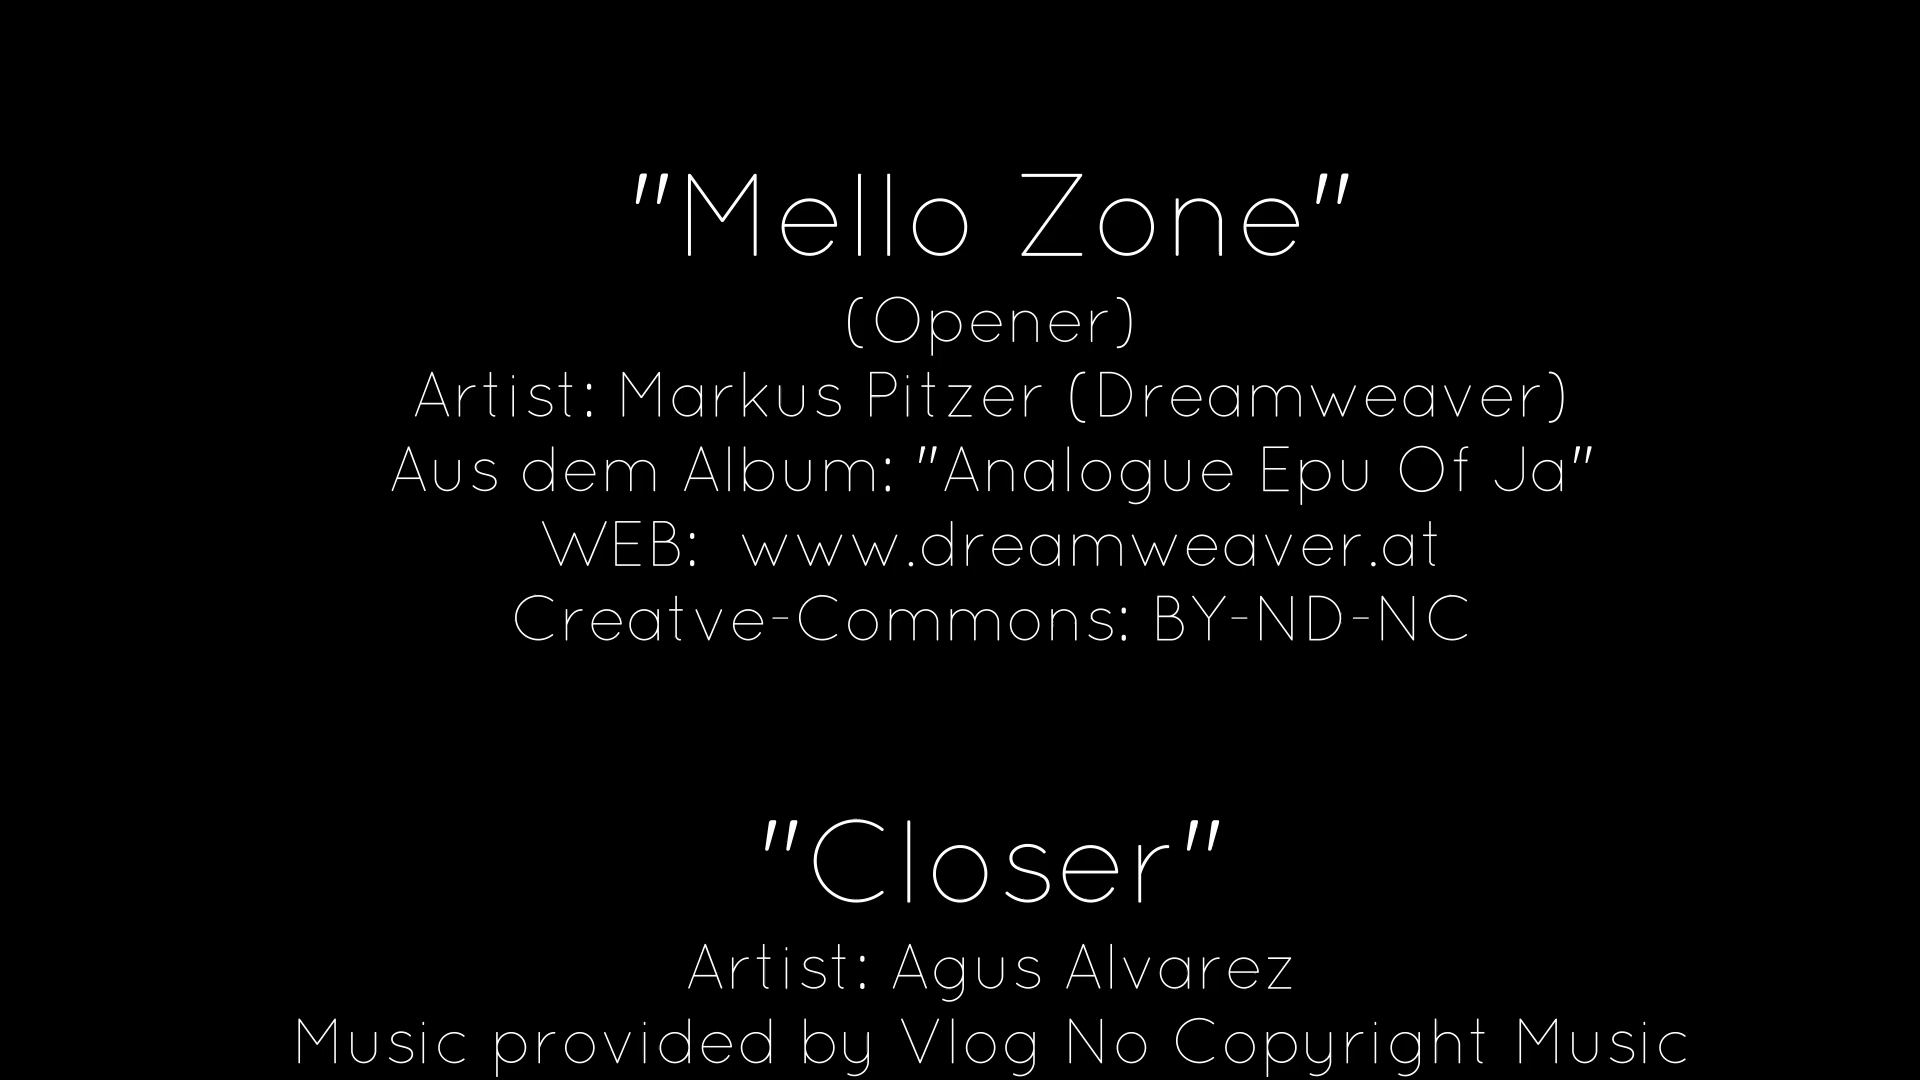 "Mello Zone"
(Opener)
Artist: Markus Pitzer (Dreamweaver)
Aus dem Album: "Analogue Epu Of Ja"
WEB:  www.dreamweaver.at
Creatve-Commons: BY-ND-NC
"Closer"
Artist: Agus Alvarez
Music provided by Vlog No Copyright Music